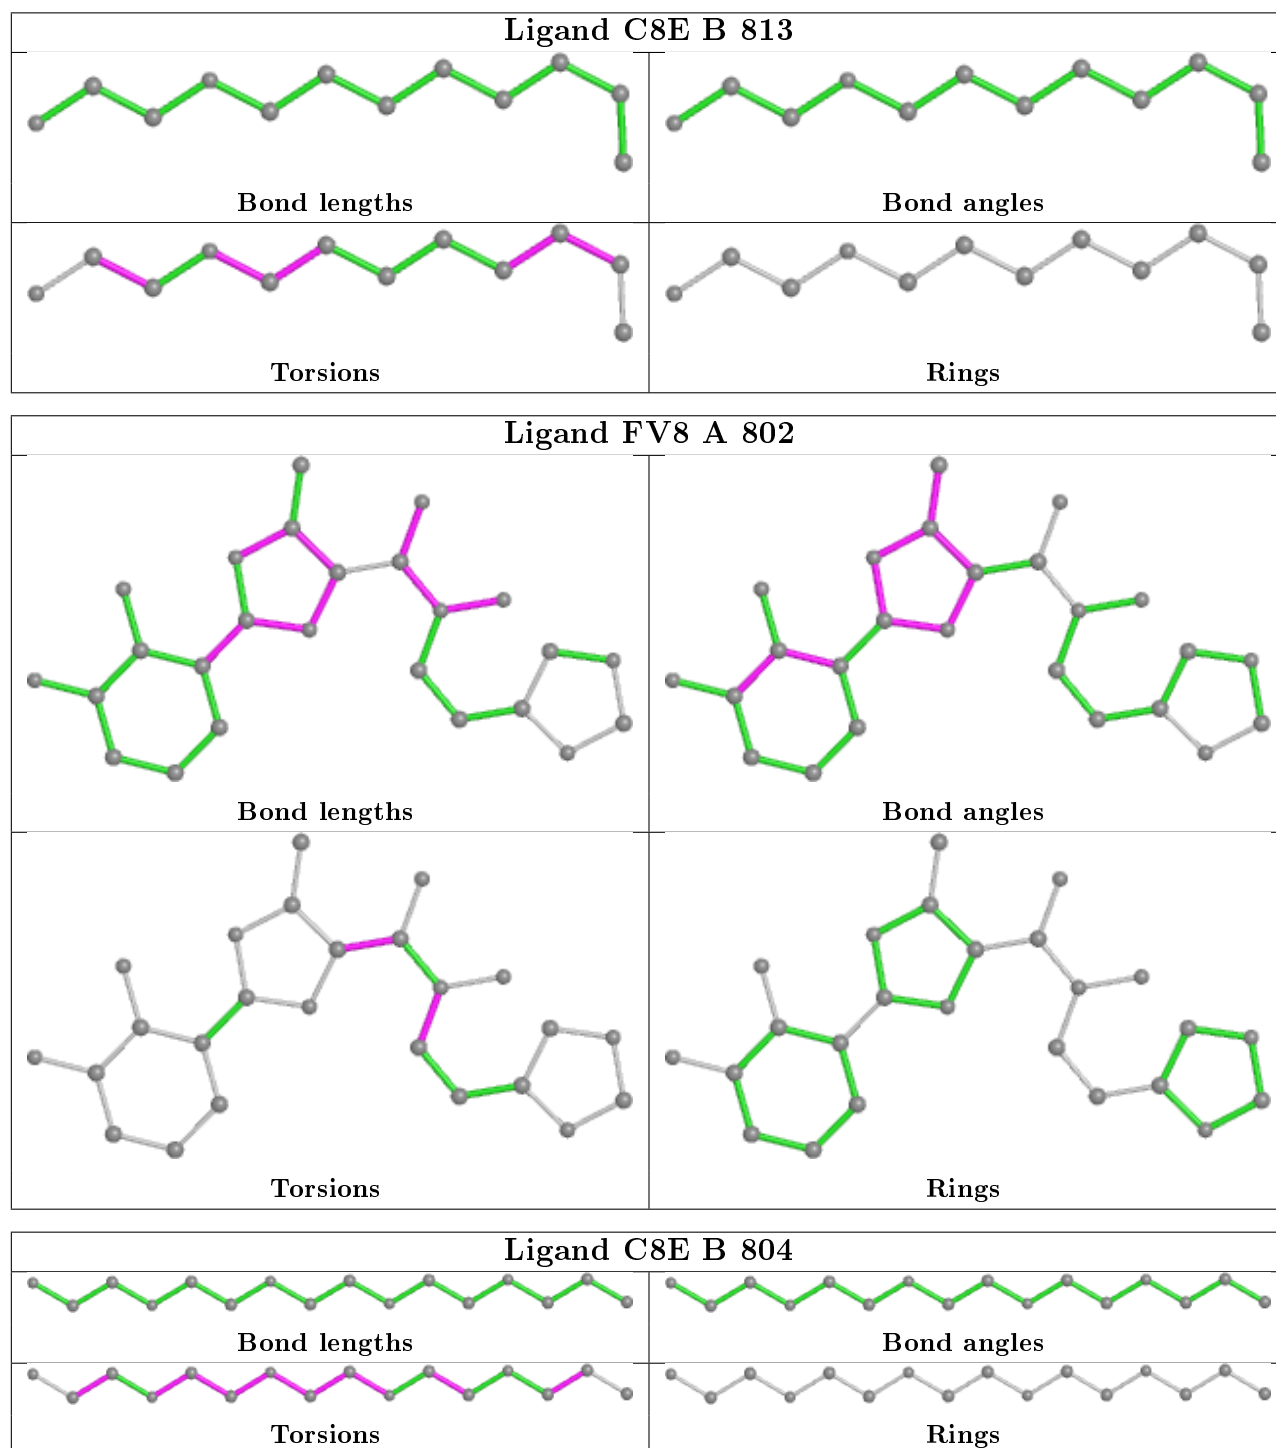 Ligand C8E B 813
Bond lengths
Bond angles
Torsions
Rings
Ligand FV8 A 802
Bond lengths
Bond angles
Torsions
Rings
Ligand C8E B 804
Bond lengths
Bond angles
Torsions
Rings